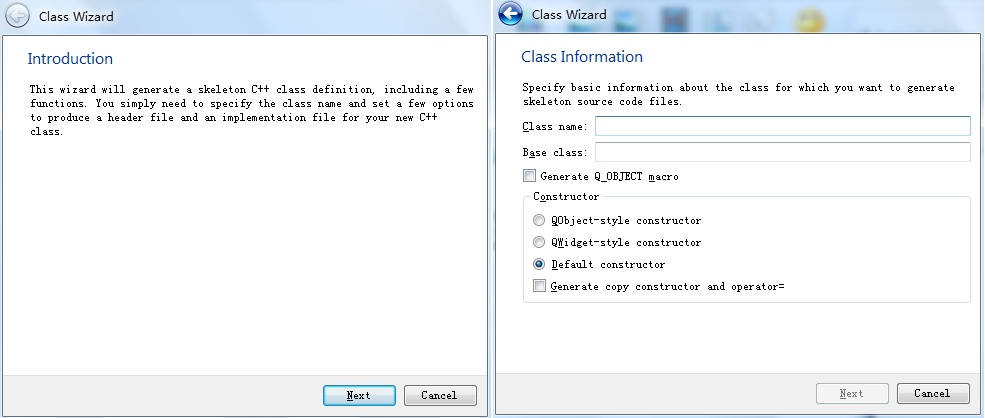 Class Wizard
Introduction
This wizard will generate a skeleton C++ class definition, including a few
functions. You simply need to specify the class name and set a few options
to produce a header file and an implementation file for your new C++
class.
Next
Cancel
Class Wizard
Class Information
Specify basic information about the class for which you want to generate
skeleton source code files.
Class name:
Base class:
Generate Q_OBJECT macro
Constructor
QObject-style constructor
QWidget-style constructor
Default constructor
Generate copy constructor and operator=
Next
Cancel